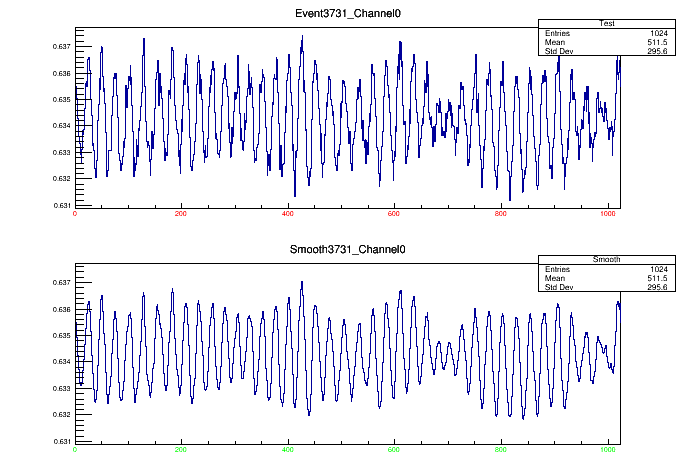 Event3731_Channel0
Test
Entries 1024
Mean 511.5
Std Dev 295.6
0.637
0.636
0.635
0.634
0.633
0.632
0.631
0 200 400 600 800 1000
Smooth3731_Channel0
Smooth
Entries 1024
Mean 511.5
Std Dev 295.6
0.637
0.636
0.635
0.634
0.633
0.632
0.631
0 200 400 600 800 1000